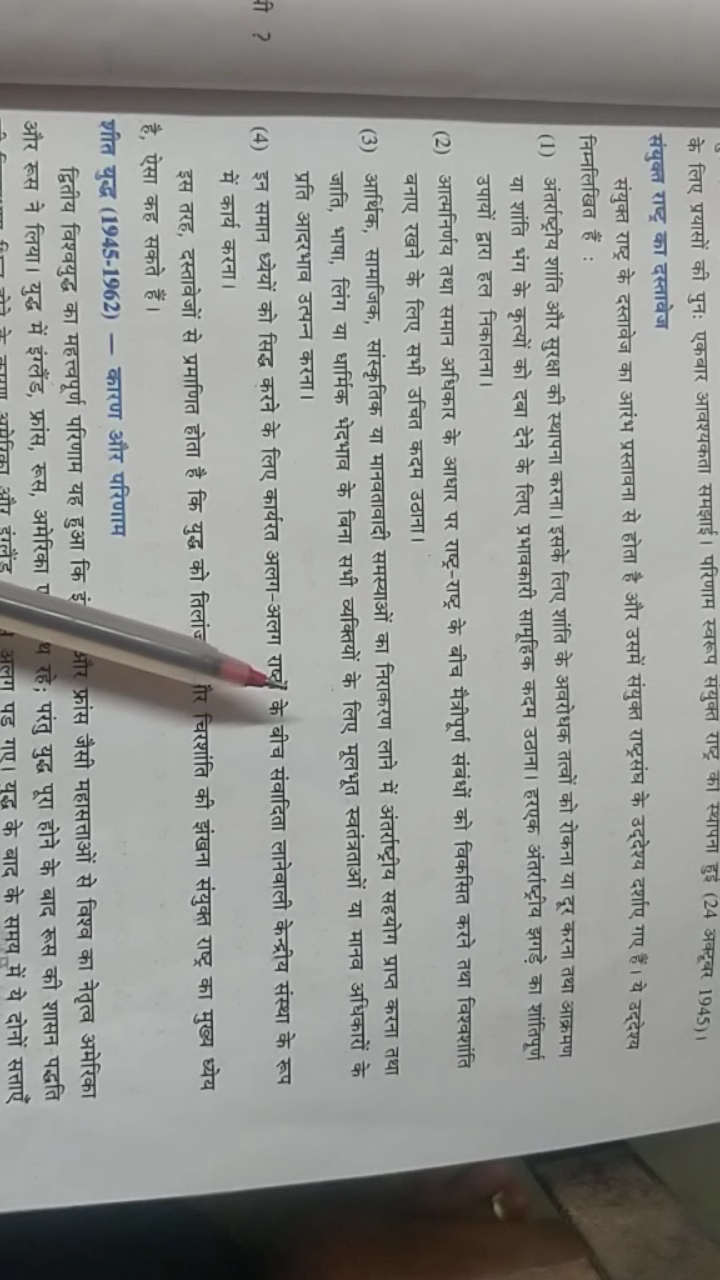 के लिए प्रयासों की पुनः एकबार आवश्यकता समझाई। परिणाम स्वरूप संयुक्त राष्ट्र की स्थापना हुई (24 अक्टूबर 1945)।
संयुक्त राष्ट्र का दस्तावेज
संयुक्त राष्ट्र के दस्तावेज का आरंभ प्रस्तावना से होता है और उसमें संयुक्त राष्ट्रसंघ के उद्देश्य दर्शाए गए हैं। ये उद्देश्य
निम्नलिखित हैं :
(1) अंतर्राष्ट्रीय शांति और सुरक्षा की स्थापना करना। इसके लिए शांति के अवरोधक तत्वों को रोकना या दूर करना तथा आक्रमण
या शांति भंग के कृत्यों को दबा देने के लिए प्रभावकारी सामूहिक कदम उठाना। हरएक अंतर्राष्ट्रीय झगड़े का शांतिपूर्ण
उपायों द्वारा हल निकालना।
(2) आत्मनिर्णय तथा समान अधिकार के आधार पर राष्ट्र-राष्ट्र के बीच मैत्रीपूर्ण संबंधों को विकसित करने तथा विश्वशांति
बनाए रखने के लिए सभी उचित कदम उठाना।
(3) आर्थिक, सामाजिक, सांस्कृतिक या मानवतावादी समस्याओं का निराकरण लाने में अंतर्राष्ट्रीय सहयोग प्राप्त करना तथा
जाति, भाषा, लिंग या धार्मिक भेदभाव के बिना सभी व्यक्तियों के लिए मूलभूत स्वतंत्रताओं या मानव अधिकारों के
प्रति आदरभाव उत्पन्न करना।
(4) इन समान ध्येयों को सिद्ध करने के लिए कार्यरत अलग-अलग राष्ट्रों के बीच संवादिता लानेवाली केन्द्रीय संस्था के रूप
में कार्य करना।
इस तरह, दस्तावेजों से प्रमाणित होता है कि युद्ध को चिरशांति की झंखना संयुक्त राष्ट्र का मुख्य ध्येय
है, ऐसा कह सकते हैं।
शीत युद्ध (1945-1962) — कारण और परिणाम
द्वितीय विश्वयुद्ध का महत्त्वपूर्ण परिणाम यह हुआ कि और फ्रांस जैसी महासत्ताओं से विश्व का नेतृत्व अमेरिका
और रूस ने लिया। युद्ध में इंग्लैंड, फ्रांस, रूस, अमेरिका रहे; परंतु युद्ध पूरा होने के बाद रूस की शासन पद्धति
के कारण अमेरिका और इंग्लैंड अलग पड़ गए। युद्ध के बाद के समय में ये दोनों सत्ताएँ